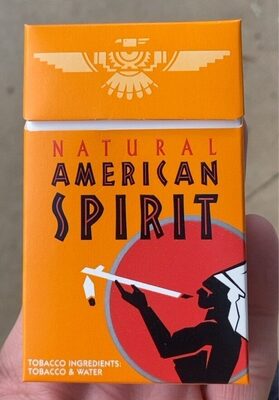 NATURAL
AMERICAN
SPIRIT
TOBACCO INGREDIENTS:
TOBACCO & WATER